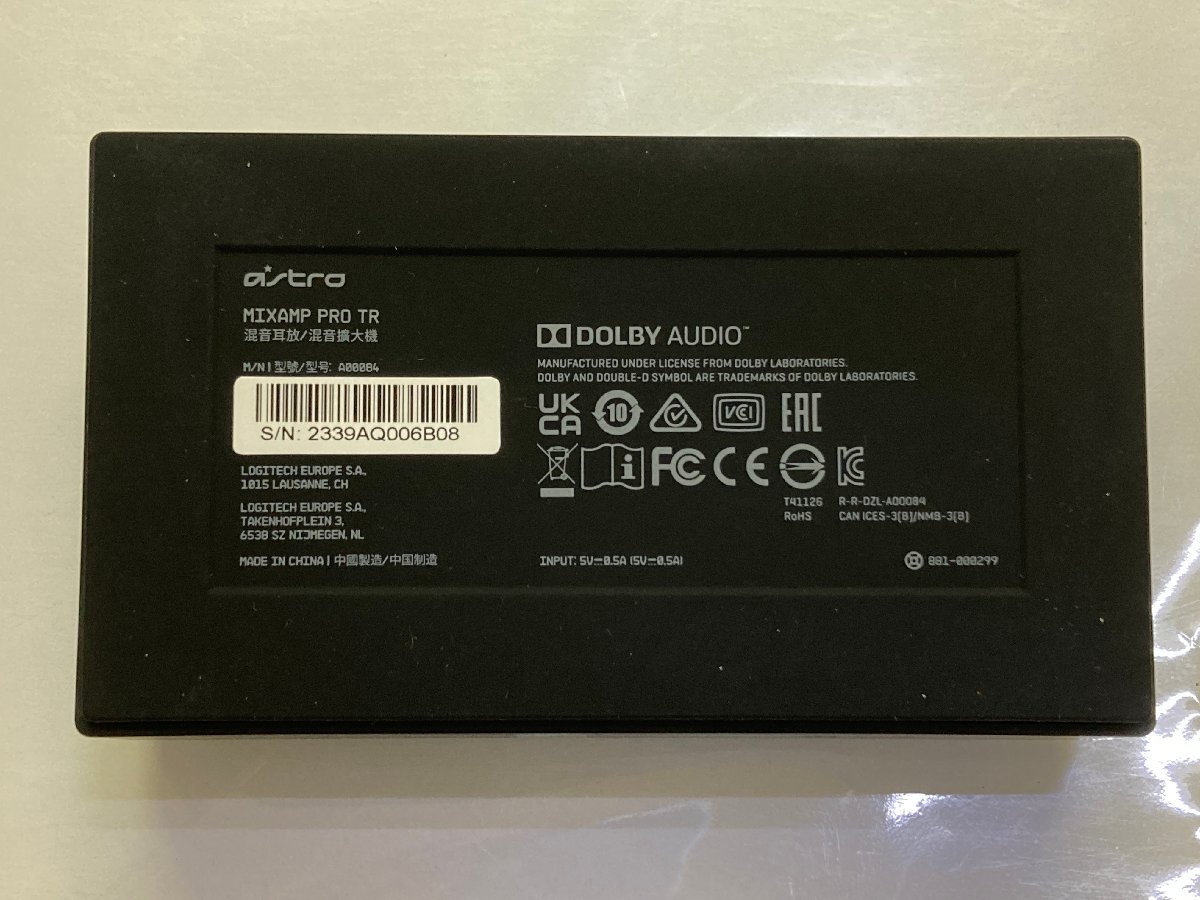 astro
MIXAMP PRO TR
混音耳放/混音擴大機
M/N | 型號/型号: A00084
S/N: 2339AQ006B08
LOGITECH EUROPE S.A.,
1015 LAUSANNE, CH
LOGITECH EUROPE S.A.,
TAKENHOFPLEIN 3,
6538 SZ NIJMEGEN, NL
MADE IN CHINA | 中國製造/中国制造
DOLBY AUDIO™
MANUFACTURED UNDER LICENSE FROM DOLBY LABORATORIES.
DOLBY AND DOUBLE-D SYMBOL ARE TRADEMARKS OF DOLBY LABORATORIES.
UK CA 10 VCI EAC
i FC CE KC
T41126 R-R-DZL-A00084
RoHS CAN ICES-3(B)/NMB-3(B)
INPUT: 5V⎓0.5A (5V⎓0.5A)
881-000299